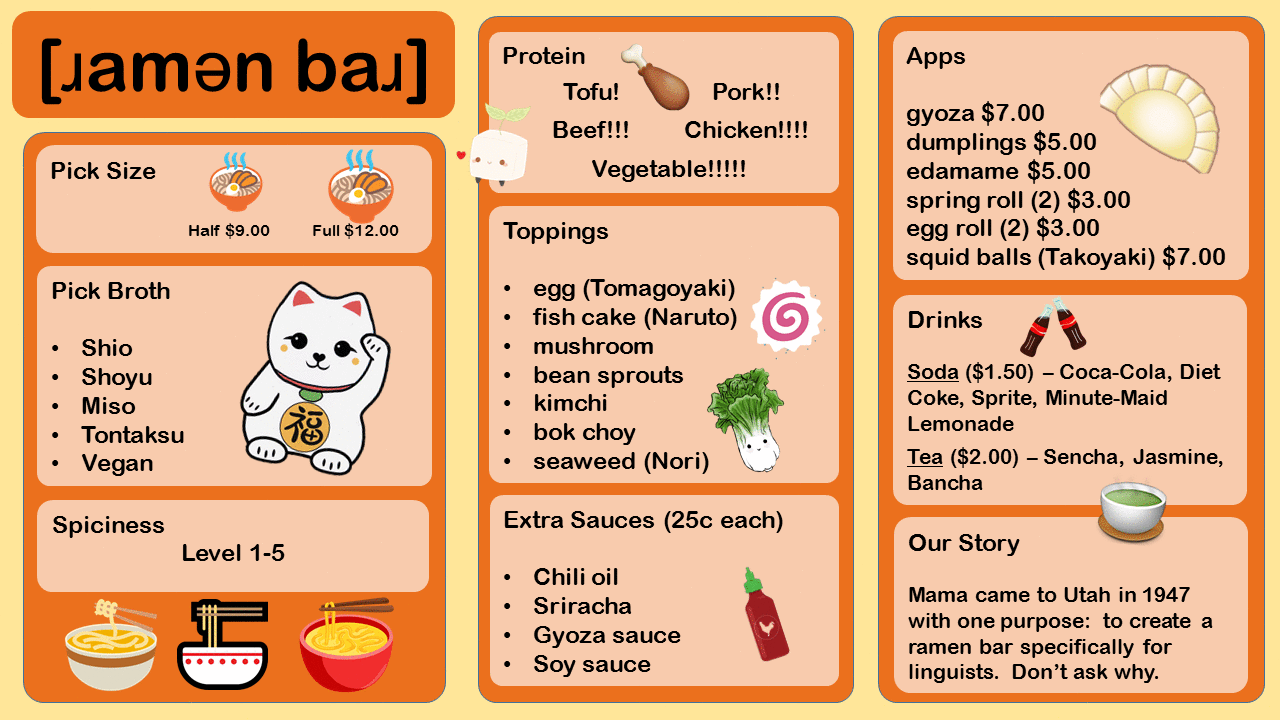 [ɹamən baɹ]
Pick Size
Half $9.00
Full $12.00
Pick Broth
• Shio
• Shoyu
• Miso
• Tontaksu
• Vegan
福
Spiciness
Level 1-5
Protein
Tofu! Pork!!
Beef!!! Chicken!!!!
Vegetable!!!!!
Toppings
• egg (Tomagoyaki)
• fish cake (Naruto)
• mushroom
• bean sprouts
• kimchi
• bok choy
• seaweed (Nori)
Extra Sauces (25c each)
• Chili oil
• Sriracha
• Gyoza sauce
• Soy sauce
Apps
gyoza $7.00
dumplings $5.00
edamame $5.00
spring roll (2) $3.00
egg roll (2) $3.00
squid balls (Takoyaki) $7.00
Drinks
Soda ($1.50) – Coca-Cola, Diet
Coke, Sprite, Minute-Maid
Lemonade
Tea ($2.00) – Sencha, Jasmine,
Bancha
Our Story
Mama came to Utah in 1947
with one purpose: to create a
ramen bar specifically for
linguists. Don't ask why.